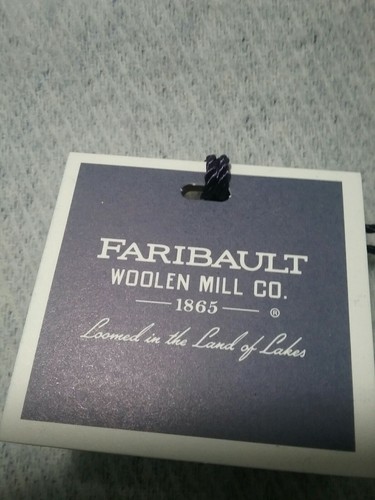 FARIBAULT
WOOLEN MILL CO.
1865
®
Loomed in the Land of Lakes